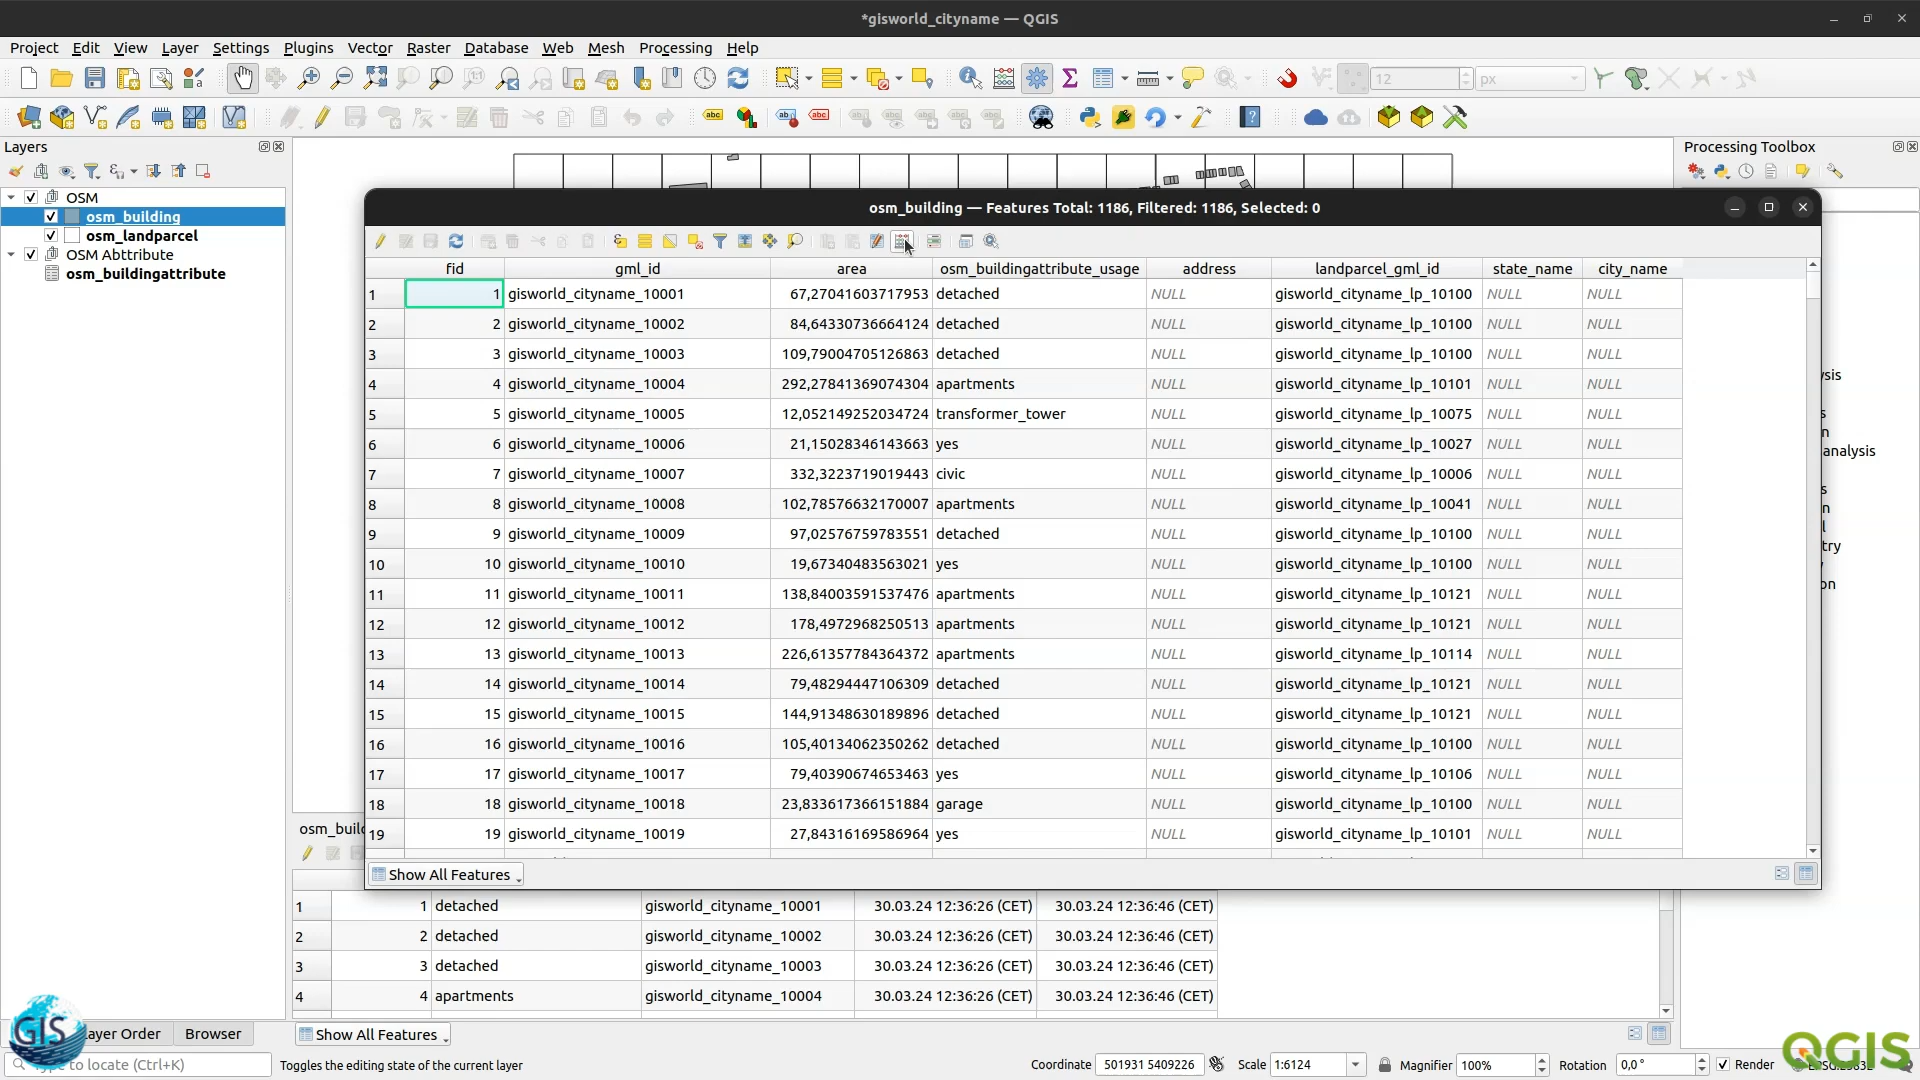 *gisworld_cityname — QGIS
Project Edit View Layer Settings Plugins Vector Raster Database Web Mesh Processing Help
12 px
Layers
Processing Toolbox
OSM
osm_building
osm_landparcel
OSM Abttribute
osm_buildingattribute
osm_building — Features Total: 1186, Filtered: 1186, Selected: 0
fid gml_id area osm_buildingattribute_usage address landparcel_gml_id state_name city_name
1 1 gisworld_cityname_10001 67,27041603717953 detached NULL gisworld_cityname_lp_10100 NULL NULL
2 2 gisworld_cityname_10002 84,64330736664124 detached NULL gisworld_cityname_lp_10100 NULL NULL
3 3 gisworld_cityname_10003 109,79004705126863 detached NULL gisworld_cityname_lp_10100 NULL NULL
4 4 gisworld_cityname_10004 292,27841369074304 apartments NULL gisworld_cityname_lp_10101 NULL NULL
5 5 gisworld_cityname_10005 12,052149252034724 transformer_tower NULL gisworld_cityname_lp_10075 NULL NULL
6 6 gisworld_cityname_10006 21,15028346143663 yes NULL gisworld_cityname_lp_10027 NULL NULL
7 7 gisworld_cityname_10007 332,3223719019443 civic NULL gisworld_cityname_lp_10006 NULL NULL
8 8 gisworld_cityname_10008 102,78576632170007 apartments NULL gisworld_cityname_lp_10041 NULL NULL
9 9 gisworld_cityname_10009 97,02576759783551 detached NULL gisworld_cityname_lp_10100 NULL NULL
10 10 gisworld_cityname_10010 19,67340483563021 yes NULL gisworld_cityname_lp_10100 NULL NULL
11 11 gisworld_cityname_10011 138,84003591537476 apartments NULL gisworld_cityname_lp_10121 NULL NULL
12 12 gisworld_cityname_10012 178,4972968250513 apartments NULL gisworld_cityname_lp_10121 NULL NULL
13 13 gisworld_cityname_10013 226,61357784364372 apartments NULL gisworld_cityname_lp_10114 NULL NULL
14 14 gisworld_cityname_10014 79,48294447106309 detached NULL gisworld_cityname_lp_10121 NULL NULL
15 15 gisworld_cityname_10015 144,91348630189896 detached NULL gisworld_cityname_lp_10121 NULL NULL
16 16 gisworld_cityname_10016 105,40134062350262 detached NULL gisworld_cityname_lp_10100 NULL NULL
17 17 gisworld_cityname_10017 79,40390674653463 yes NULL gisworld_cityname_lp_10106 NULL NULL
18 18 gisworld_cityname_10018 23,833617366151884 garage NULL gisworld_cityname_lp_10100 NULL NULL
19 19 gisworld_cityname_10019 27,84316169586964 yes NULL gisworld_cityname_lp_10101 NULL NULL
analysis
Show All Features
1 1 detached gisworld_cityname_10001 30.03.24 12:36:26 (CET) 30.03.24 12:36:46 (CET)
2 2 detached gisworld_cityname_10002 30.03.24 12:36:26 (CET) 30.03.24 12:36:46 (CET)
3 3 detached gisworld_cityname_10003 30.03.24 12:36:26 (CET) 30.03.24 12:36:46 (CET)
4 4 apartments gisworld_cityname_10004 30.03.24 12:36:26 (CET) 30.03.24 12:36:46 (CET)
GIS
Layer Order Browser Show All Features
to locate (Ctrl+K) Toggles the editing state of the current layer Coordinate 501931 5409226 Scale 1:6124 Magnifier 100% Rotation 0,0° Render
QGIS